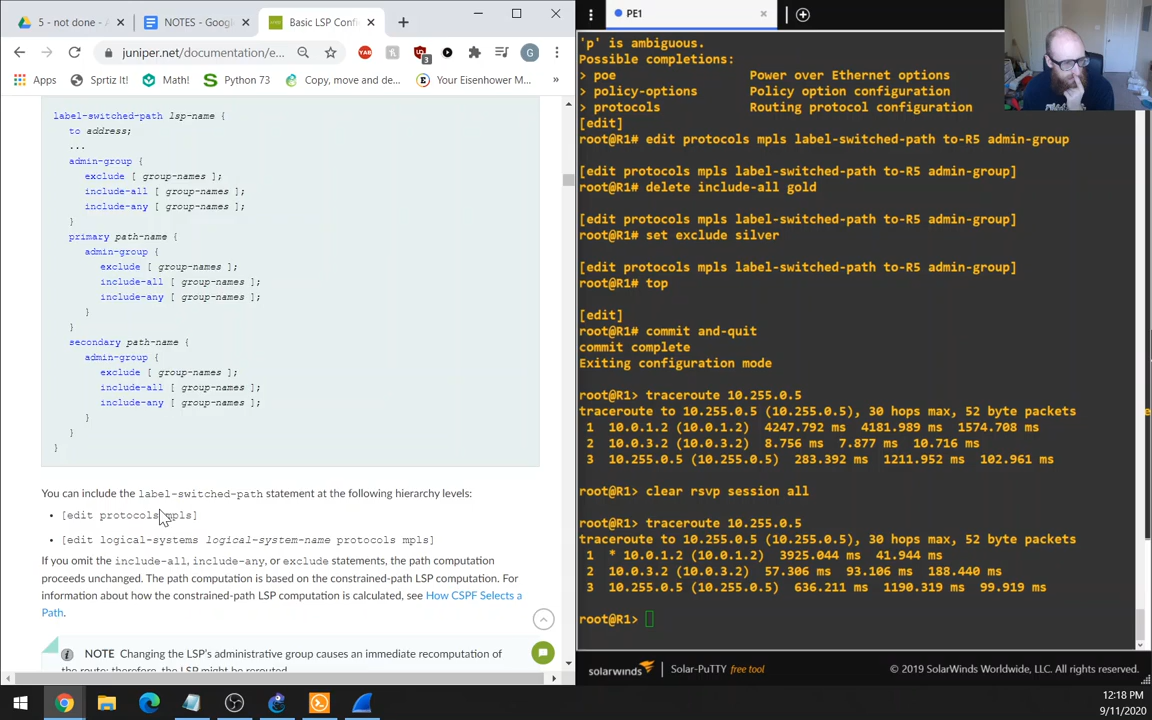 5 - not done - A
NOTES - Google
Basic LSP Confi
juniper.net/documentation/e...
YAB
3
G
Apps
Sprtiz It!
Math!
Python 73
Copy, move and de...
Your Eisenhower M...
»
label-switched-path lsp-name {
to address;
...
admin-group {
exclude [ group-names ];
include-all [ group-names ];
include-any [ group-names ];
}
primary path-name {
admin-group {
exclude [ group-names ];
include-all [ group-names ];
include-any [ group-names ];
}
}
secondary path-name {
admin-group {
exclude [ group-names ];
include-all [ group-names ];
include-any [ group-names ];
}
}
}
You can include the label-switched-path statement at the following hierarchy levels:
• [edit protocols mpls]
• [edit logical-systems logical-system-name protocols mpls]
If you omit the include-all, include-any, or exclude statements, the path computation
proceeds unchanged. The path computation is based on the constrained-path LSP computation. For
information about how the constrained-path LSP computation is calculated, see How CSPF Selects a
Path.
NOTE Changing the LSP's administrative group causes an immediate recomputation of
the route; therefore, the LSP might be rerouted.
PE1
'p' is ambiguous.
Possible completions:
> poe Power over Ethernet options
> policy-options Policy option configuration
> protocols Routing protocol configuration
[edit]
root@R1# edit protocols mpls label-switched-path to-R5 admin-group
[edit protocols mpls label-switched-path to-R5 admin-group]
root@R1# delete include-all gold
[edit protocols mpls label-switched-path to-R5 admin-group]
root@R1# set exclude silver
[edit protocols mpls label-switched-path to-R5 admin-group]
root@R1# top
[edit]
root@R1# commit and-quit
commit complete
Exiting configuration mode
root@R1> traceroute 10.255.0.5
traceroute to 10.255.0.5 (10.255.0.5), 30 hops max, 52 byte packets
1 10.0.1.2 (10.0.1.2) 4247.792 ms 4181.989 ms 1574.708 ms
2 10.0.3.2 (10.0.3.2) 8.756 ms 7.877 ms 10.716 ms
3 10.255.0.5 (10.255.0.5) 283.392 ms 1211.952 ms 102.961 ms
root@R1> clear rsvp session all
root@R1> traceroute 10.255.0.5
traceroute to 10.255.0.5 (10.255.0.5), 30 hops max, 52 byte packets
1 * 10.0.1.2 (10.0.1.2) 3925.044 ms 41.944 ms
2 10.0.3.2 (10.0.3.2) 57.306 ms 93.106 ms 188.440 ms
3 10.255.0.5 (10.255.0.5) 636.211 ms 1190.319 ms 99.919 ms
root@R1>
solarwinds Solar-PuTTY free tool
© 2019 SolarWinds Worldwide, LLC. All rights reserved.
12:18 PM
9/11/2020